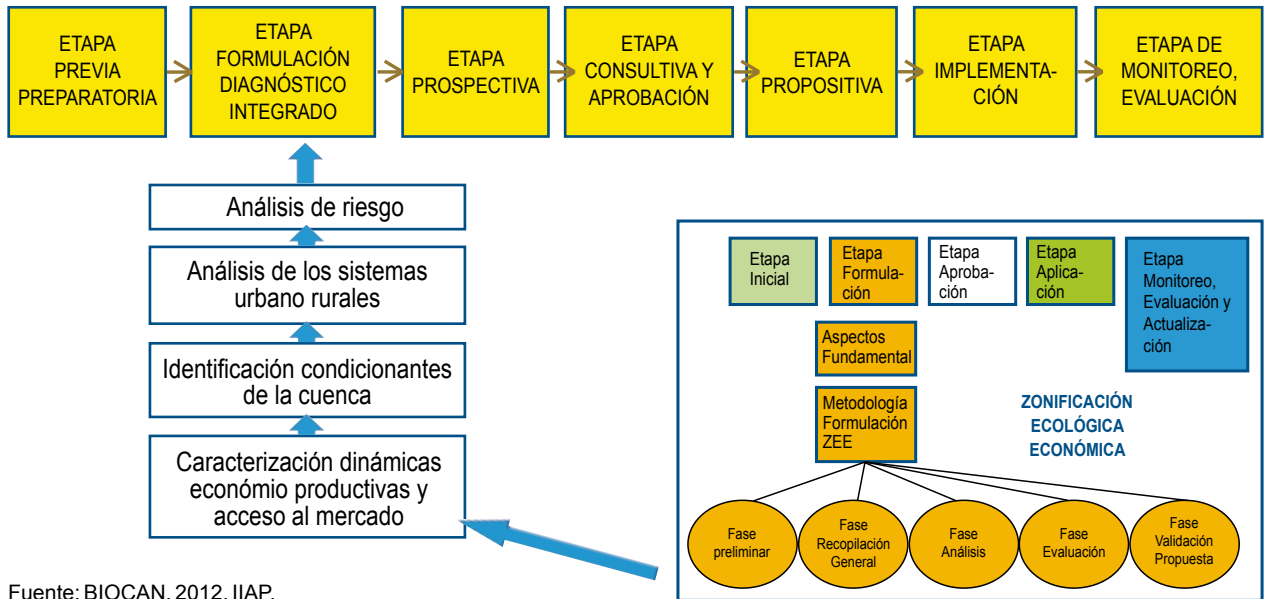 ETAPA
PREVIA
PREPARATORIA
ETAPA
FORMULACIÓN
DIAGNÓSTICO
INTEGRADO
ETAPA
PROSPECTIVA
ETAPA
CONSULTIVA Y
APROBACIÓN
ETAPA
PROPOSITIVA
ETAPA
IMPLEMENTA-
CIÓN
ETAPA DE
MONITOREO,
EVALUACIÓN
Análisis de riesgo
Análisis de los sistemas
urbano rurales
Identificación condicionantes
de la cuenca
Caracterización dinámicas
económio productivas y
acceso al mercado
Etapa
Inicial
Etapa
Formula-
ción
Etapa
Aproba-
ción
Etapa
Aplica-
ción
Etapa
Monitoreo,
Evaluación y
Actualiza-
ción
Aspectos
Fundamental
Metodología
Formulación
ZEE
ZONIFICACIÓN
ECOLÓGICA
ECONÓMICA
Fase
preliminar
Fase
Recopilación
General
Fase
Análisis
Fase
Evaluación
Fase
Validación
Propuesta
Fuente: BIOCAN, 2012, IIAP.